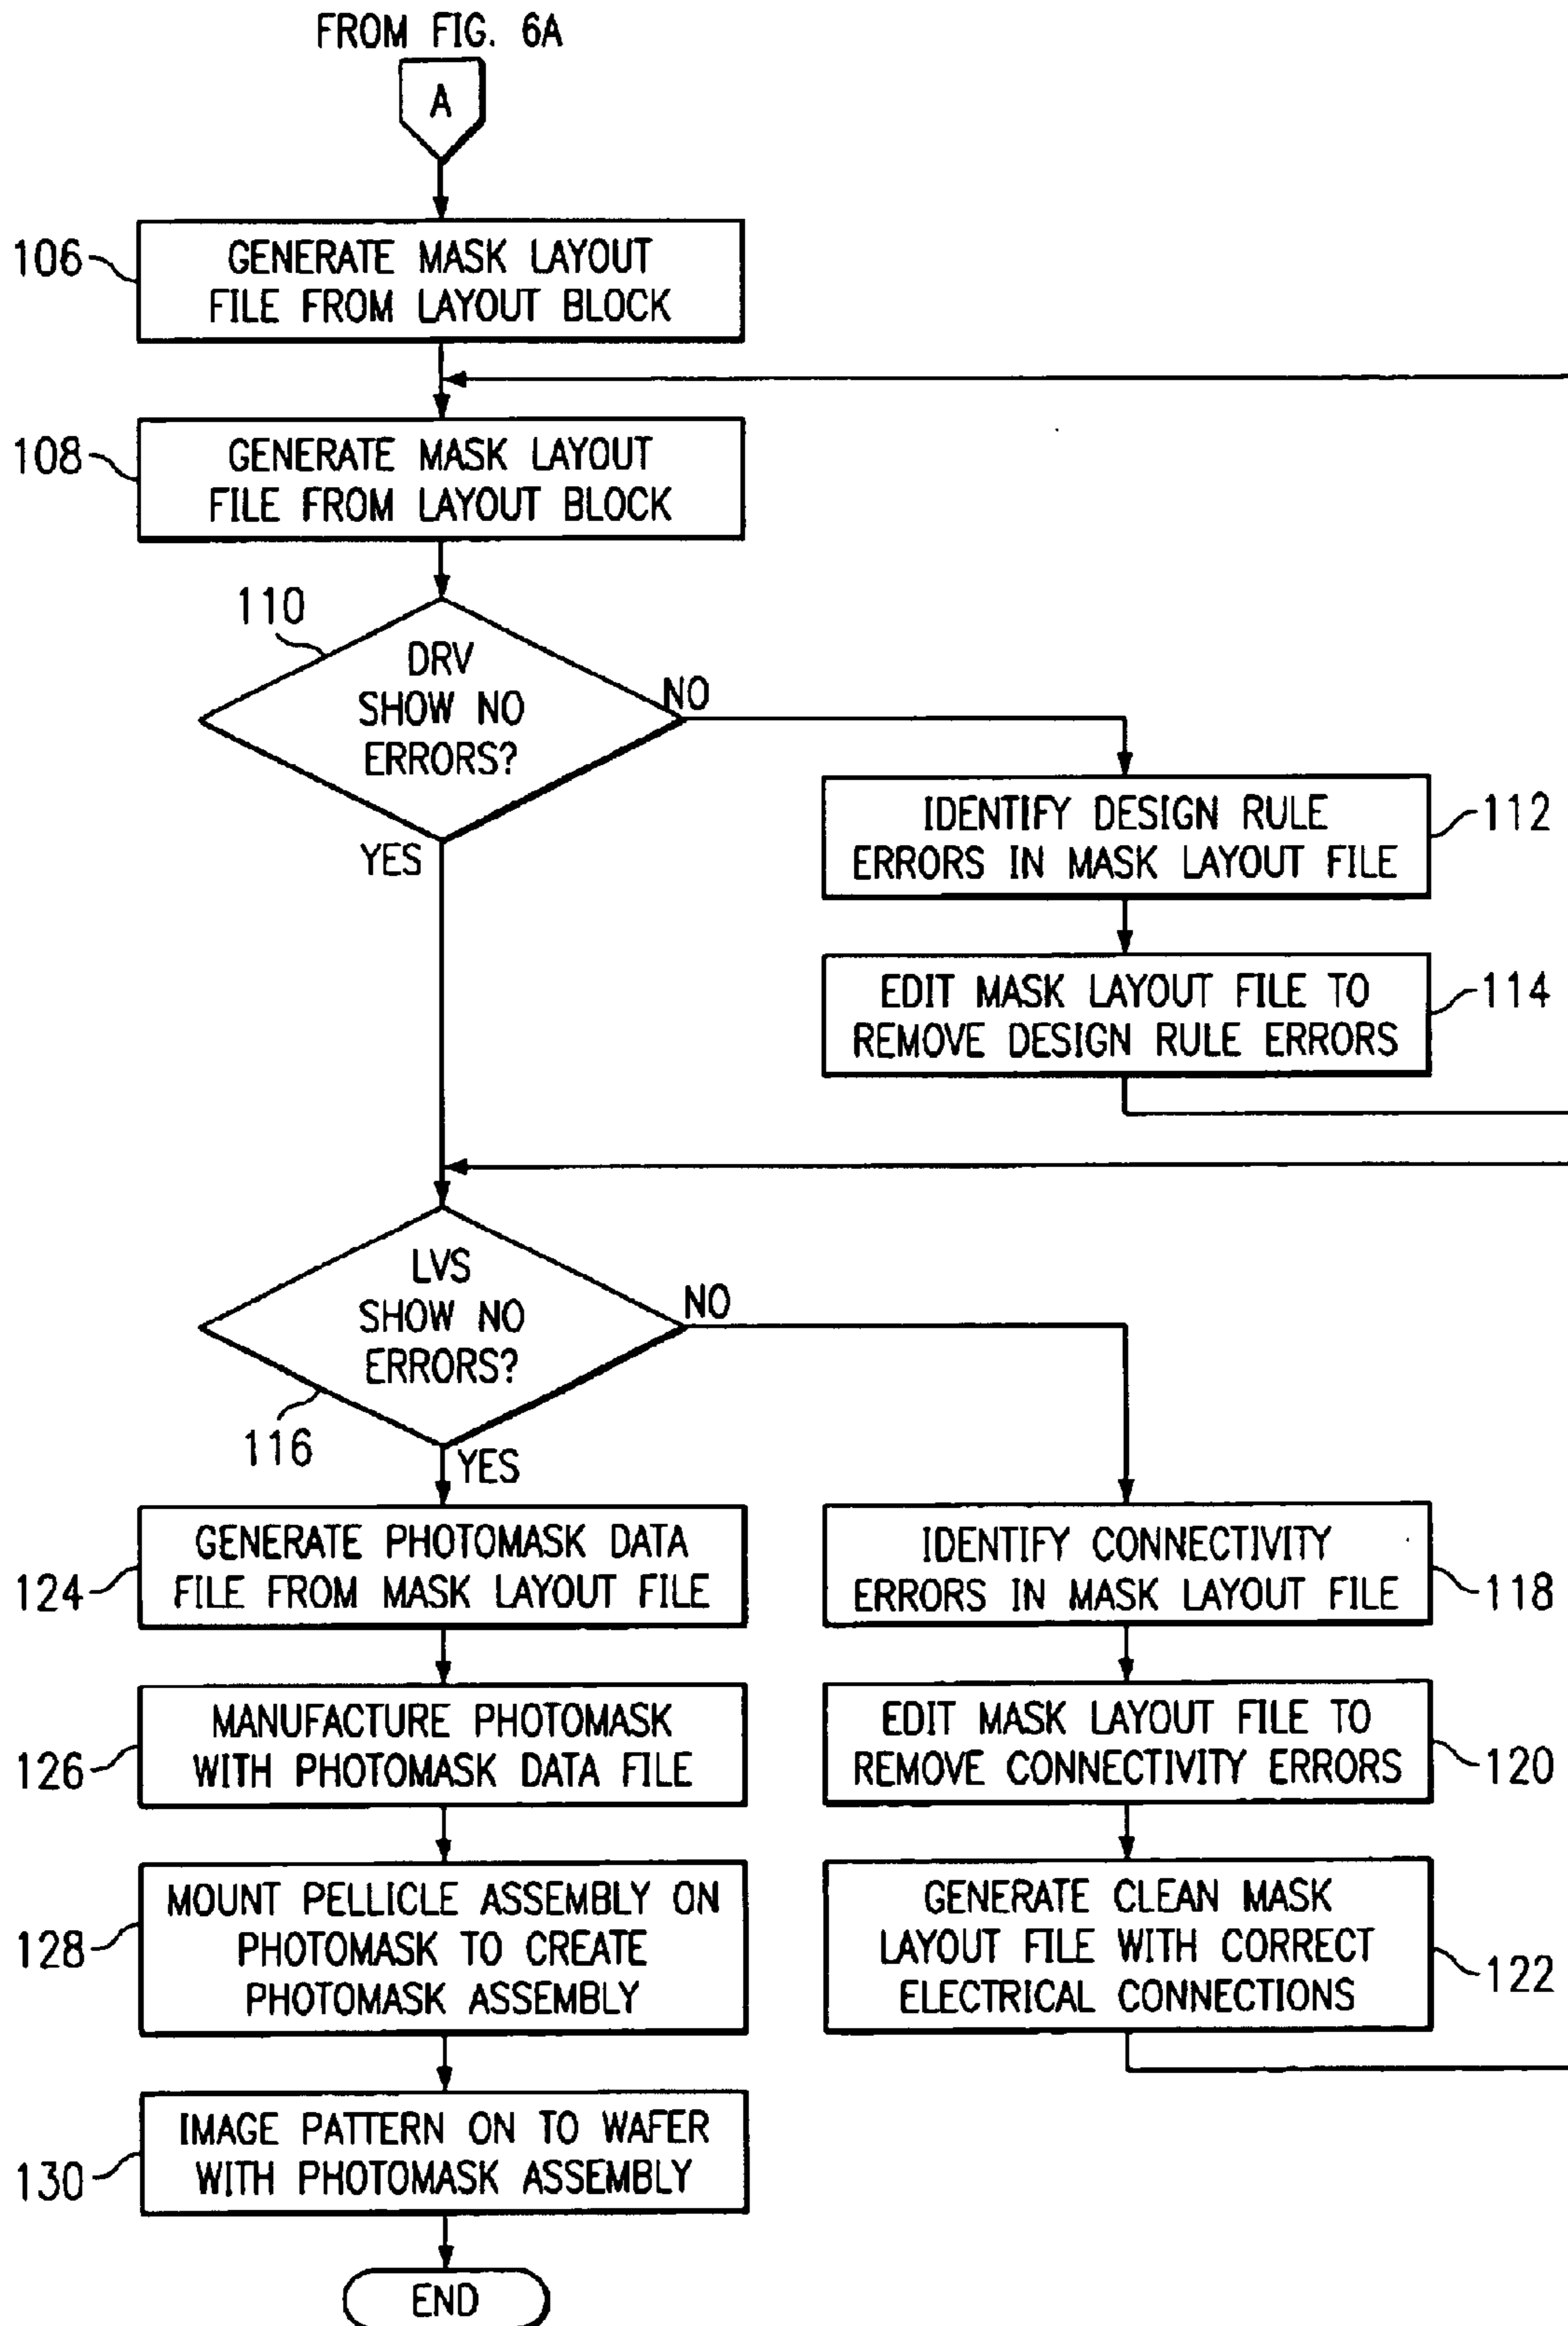 FROM FIG. 6A
A
106
GENERATE MASK LAYOUT
FILE FROM LAYOUT BLOCK
108
GENERATE MASK LAYOUT
FILE FROM LAYOUT BLOCK
110
DRV
SHOW NO
ERRORS?
NO
YES
IDENTIFY DESIGN RULE
ERRORS IN MASK LAYOUT FILE
112
EDIT MASK LAYOUT FILE TO
REMOVE DESIGN RULE ERRORS
114
LVS
SHOW NO
ERRORS?
NO
116
YES
124
GENERATE PHOTOMASK DATA
FILE FROM MASK LAYOUT FILE
IDENTIFY CONNECTIVITY
ERRORS IN MASK LAYOUT FILE
118
126
MANUFACTURE PHOTOMASK
WITH PHOTOMASK DATA FILE
EDIT MASK LAYOUT FILE TO
REMOVE CONNECTIVITY ERRORS
120
128
MOUNT PELLICLE ASSEMBLY ON
PHOTOMASK TO CREATE
PHOTOMASK ASSEMBLY
GENERATE CLEAN MASK
LAYOUT FILE WITH CORRECT
ELECTRICAL CONNECTIONS
122
130
IMAGE PATTERN ON TO WAFER
WITH PHOTOMASK ASSEMBLY
END